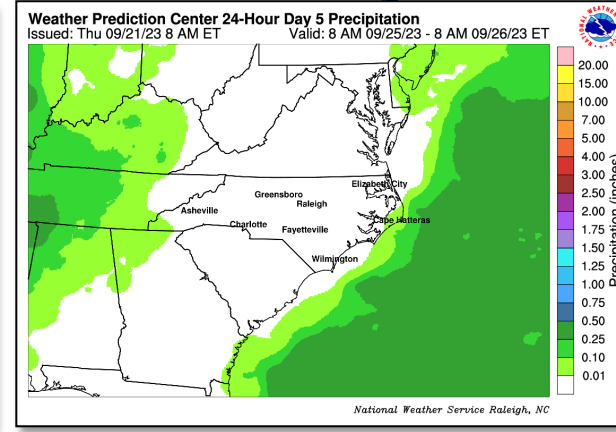 Weather Prediction Center 24-Hour Day 5 Precipitation
Issued: Thu 09/21/23 8 AM ET Valid: 8 AM 09/25/23 - 8 AM 09/26/23 ET
20.00
15.00
10.00
7.00
5.00
4.00
3.00
2.50
2.00
1.75
1.50
1.25
1.00
0.75
0.50
0.25
0.10
0.01
Precipitation (inches)
Elizabeth City
Greensboro
Raleigh
Asheville
Cape Hatteras
Charlotte
Fayetteville
Wilmington
National Weather Service Raleigh, NC